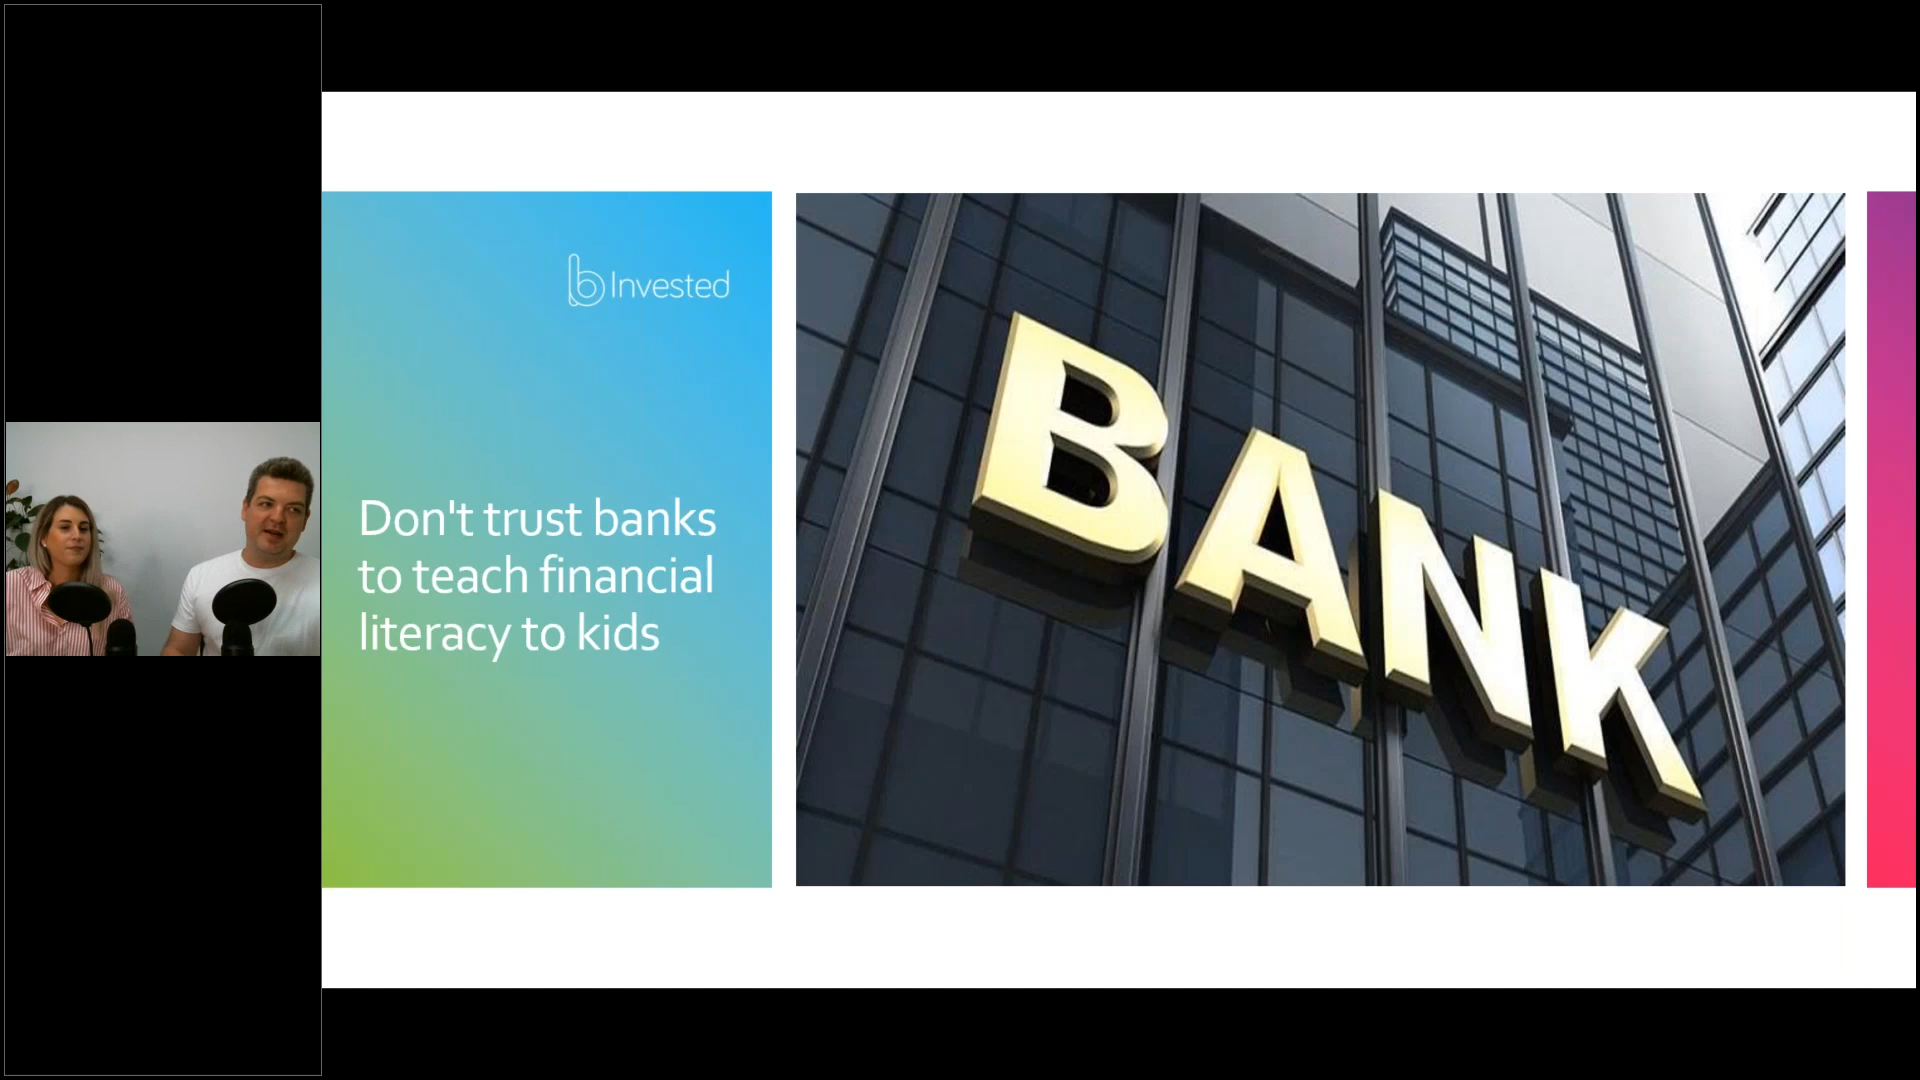 b Invested
Don't trust banks
to teach financial
literacy to kids
BANK